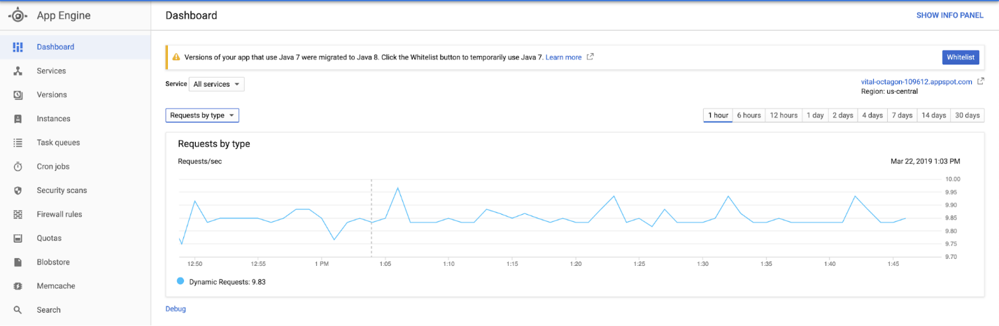 App Engine
Dashboard
SHOW INFO PANEL
Dashboard
Services
Versions
Instances
Task queues
Cron jobs
Security scans
Firewall rules
Quotas
Blobstore
Memcache
Search
Versions of your app that use Java 7 were migrated to Java 8. Click the Whitelist button to temporarily use Java 7. Learn more
Whitelist
Service All services
vital-octagon-109612.appspot.com
Region: us-central
Requests by type
1 hour 6 hours 12 hours 1 day 2 days 4 days 7 days 14 days 30 days
Requests by type
Requests/sec
Mar 22, 2019 1:03 PM
10.00
9.95
9.90
9.85
9.80
9.75
9.70
12:50 12:55 1 PM 1:05 1:10 1:15 1:20 1:25 1:30 1:35 1:40 1:45
Dynamic Requests: 9.83
Debug